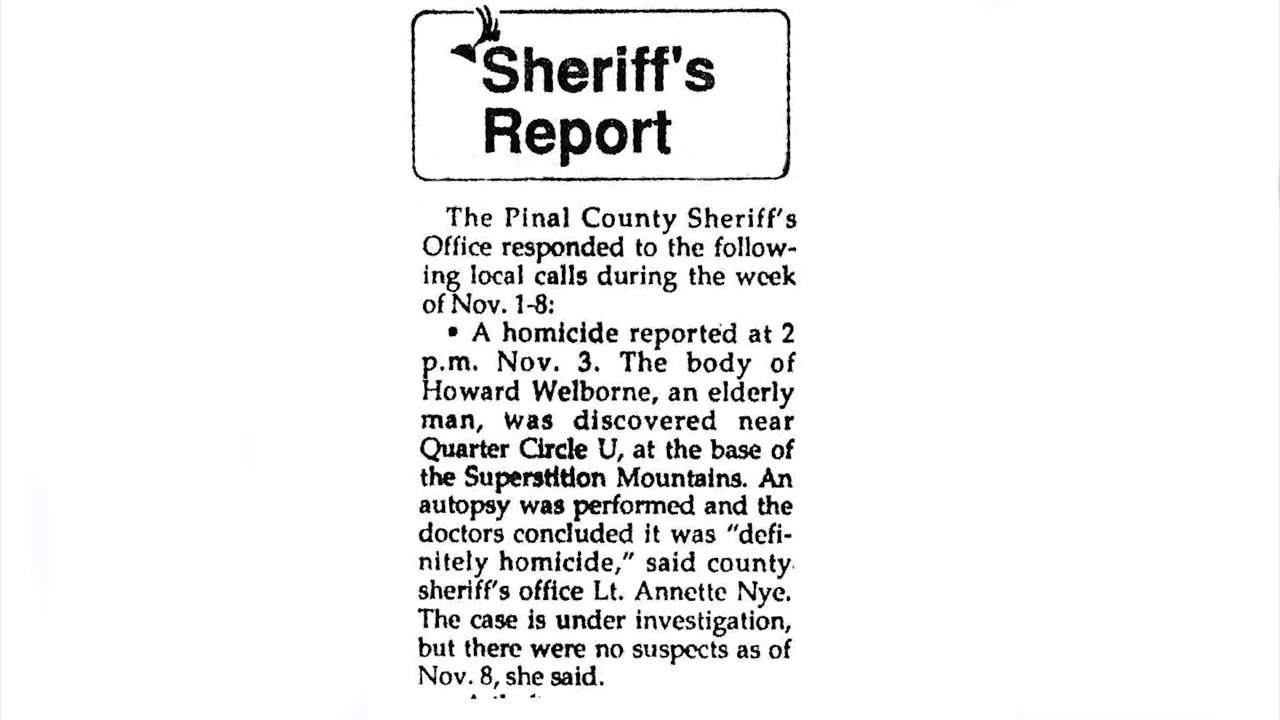 Sheriff's
Report
The Pinal County Sheriff's
Office responded to the follow-
ing local calls during the week
of Nov. 1-8:
• A homicide reported at 2
p.m. Nov. 3. The body of
Howard Welborne, an elderly
man, was discovered near
Quarter Circle U, at the base of
the Superstition Mountains. An
autopsy was performed and the
doctors concluded it was "defi-
nitely homicide," said county
sheriff's office Lt. Annette Nye.
The case is under investigation,
but there were no suspects as of
Nov. 8, she said.